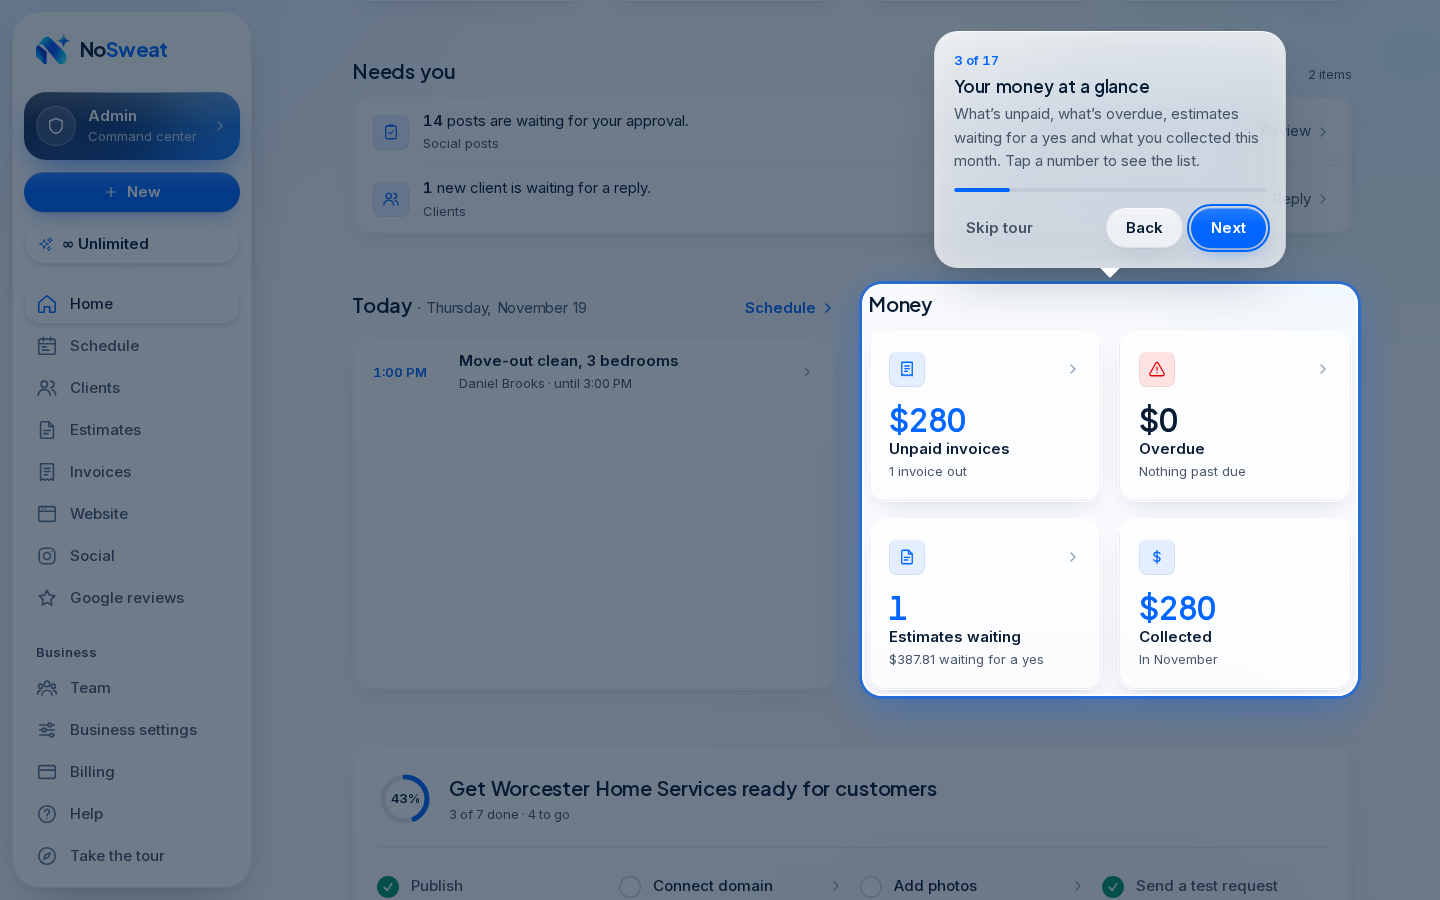 NoSweat
Admin
Command center
New
∞ Unlimited
Home
Schedule
Clients
Estimates
Invoices
Website
Social
Google reviews
Business
Team
Business settings
Billing
Help
Take the tour
Needs you
2 items
14 posts are waiting for your approval.
Social posts
Review
1 new client is waiting for a reply.
Clients
Reply
3 of 17
Your money at a glance
What’s unpaid, what’s overdue, estimates
waiting for a yes and what you collected this
month. Tap a number to see the list.
Skip tour
Back
Next
Today · Thursday, November 19
Schedule
1:00 PM
Move-out clean, 3 bedrooms
Daniel Brooks · until 3:00 PM
Money
$280
Unpaid invoices
1 invoice out
$0
Overdue
Nothing past due
1
Estimates waiting
$387.81 waiting for a yes
$280
Collected
In November
43%
Get Worcester Home Services ready for customers
3 of 7 done · 4 to go
Publish
Connect domain
Add photos
Send a test request